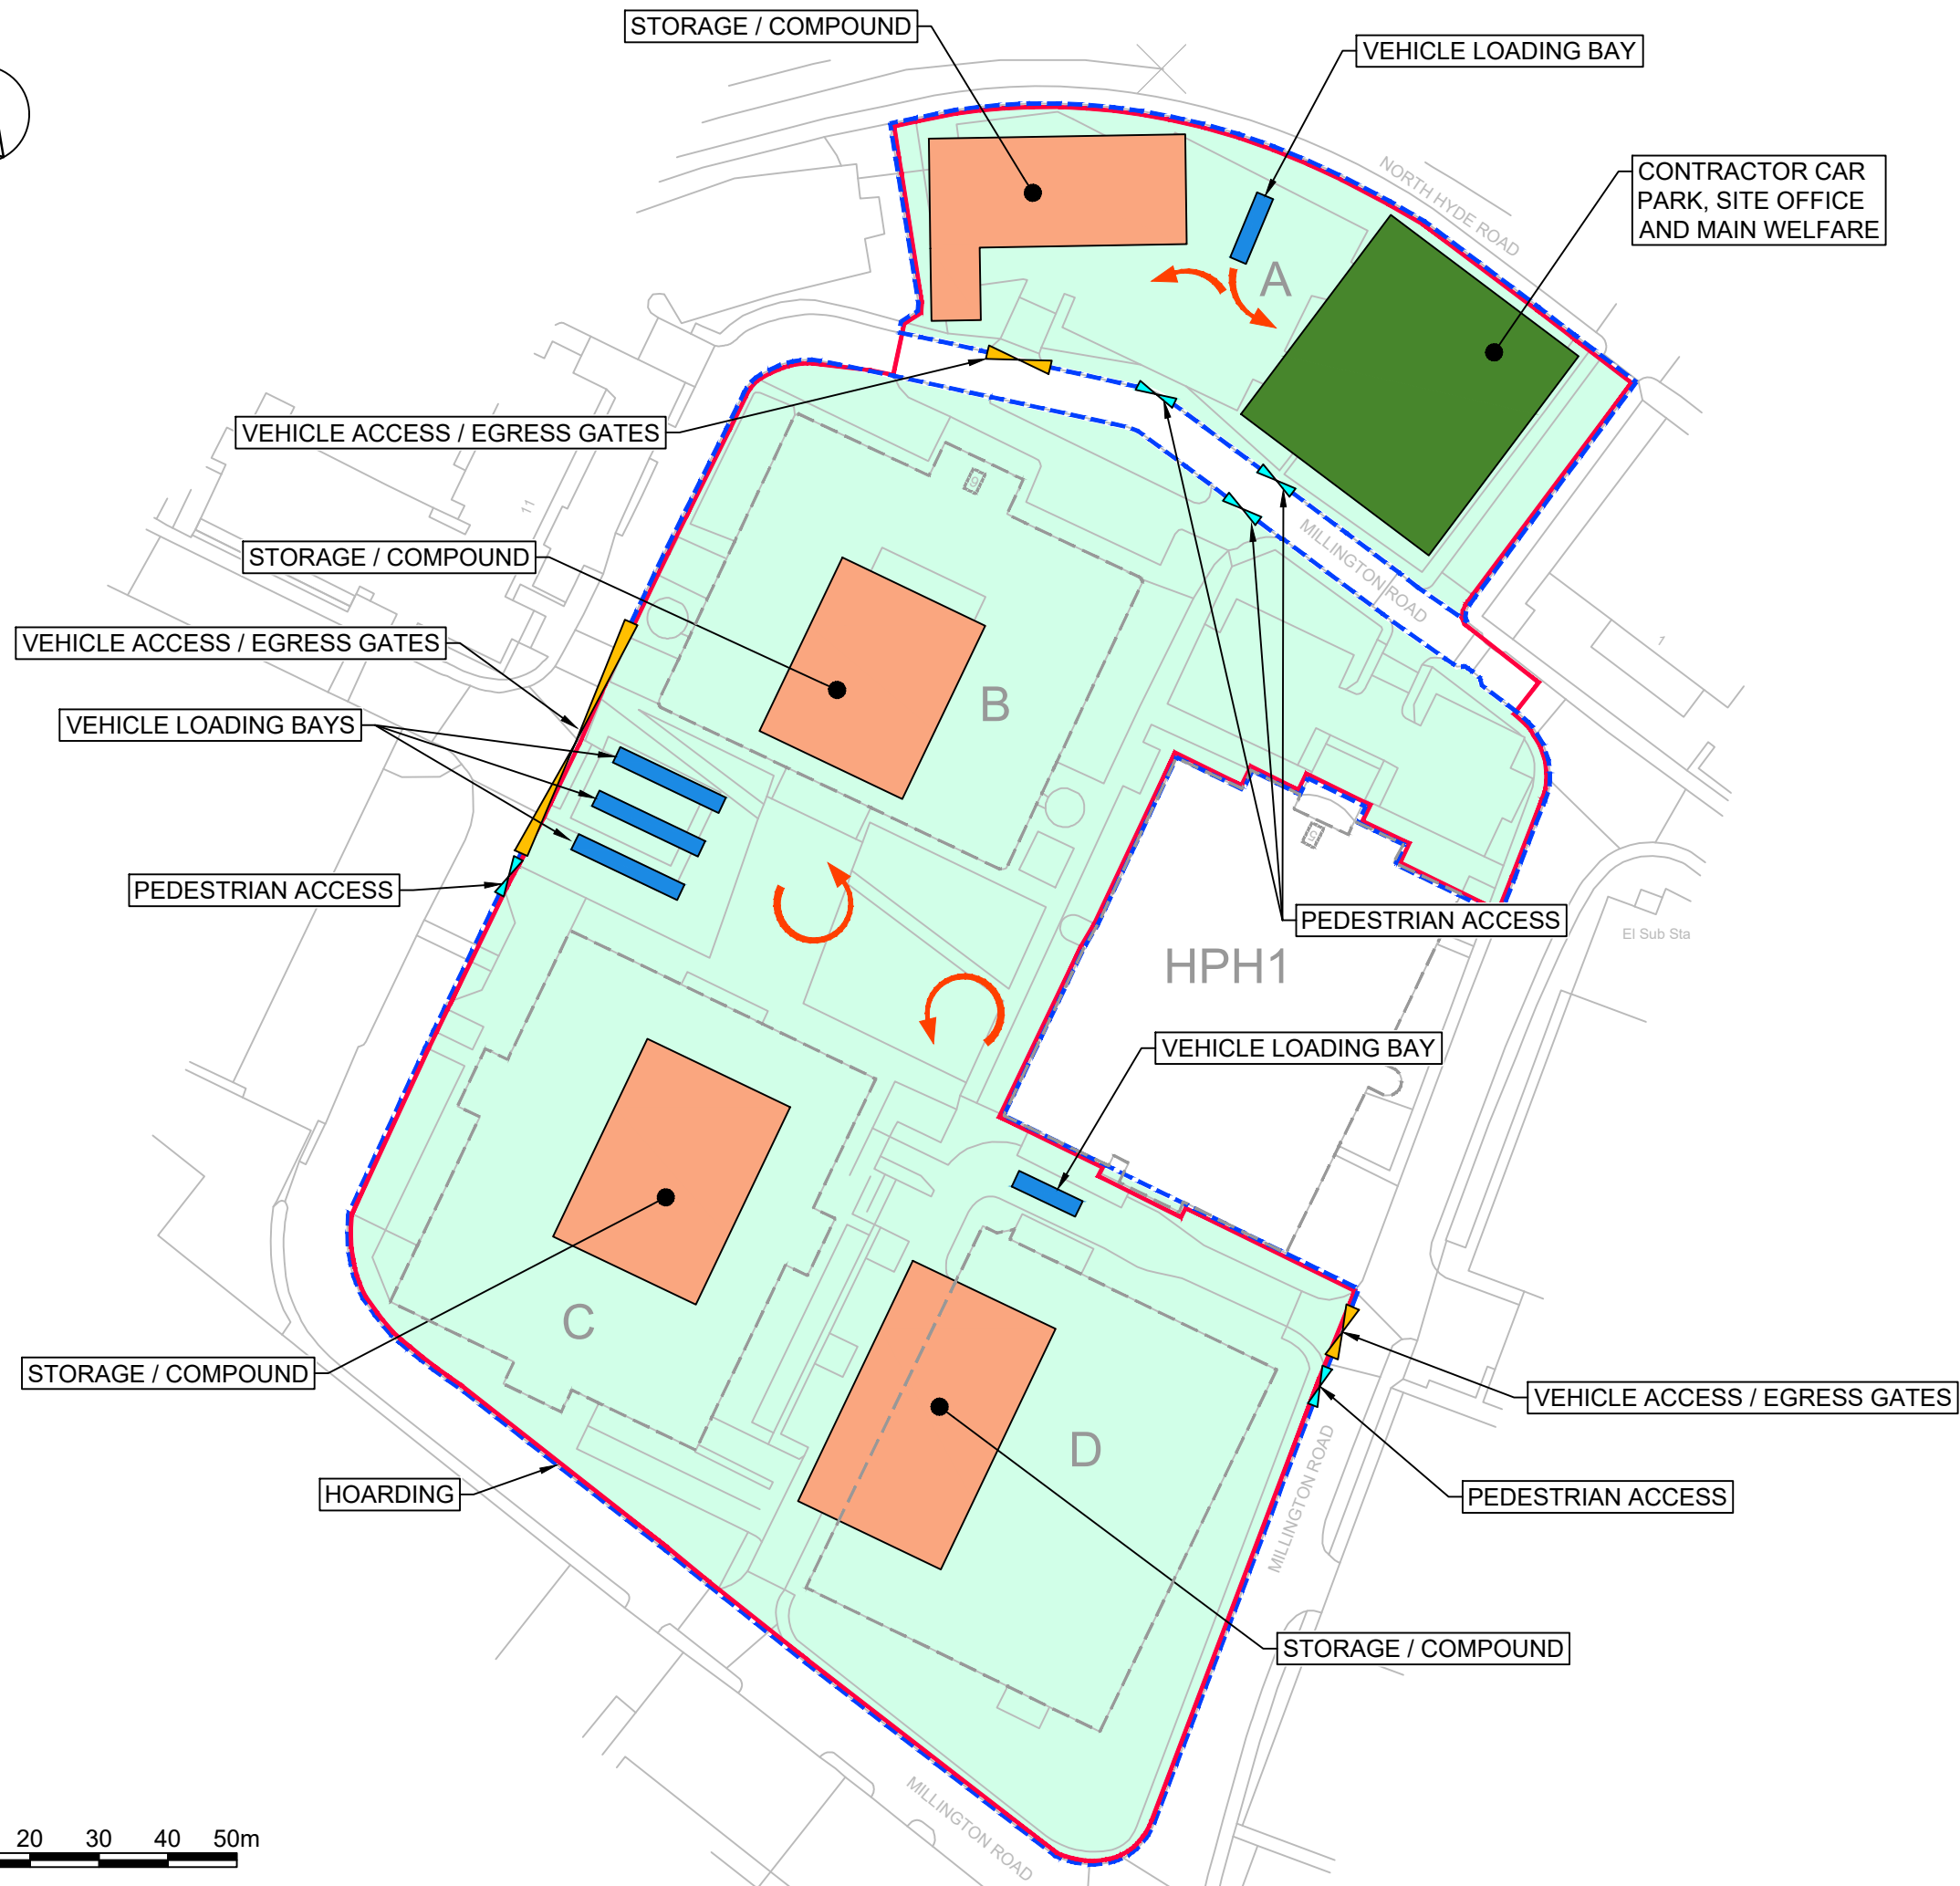 STORAGE / COMPOUND
VEHICLE LOADING BAY
CONTRACTOR CAR
PARK, SITE OFFICE
AND MAIN WELFARE
NORTH HYDE ROAD
A
VEHICLE ACCESS / EGRESS GATES
11
MILLINGTON ROAD
STORAGE / COMPOUND
VEHICLE ACCESS / EGRESS GATES
1
B
VEHICLE LOADING BAYS
PEDESTRIAN ACCESS
PEDESTRIAN ACCESS
El Sub Sta
HPH1
VEHICLE LOADING BAY
C
STORAGE / COMPOUND
VEHICLE ACCESS / EGRESS GATES
D
MILLINGTON ROAD
HOARDING
PEDESTRIAN ACCESS
STORAGE / COMPOUND
MILLINGTON ROAD
20 30 40 50m